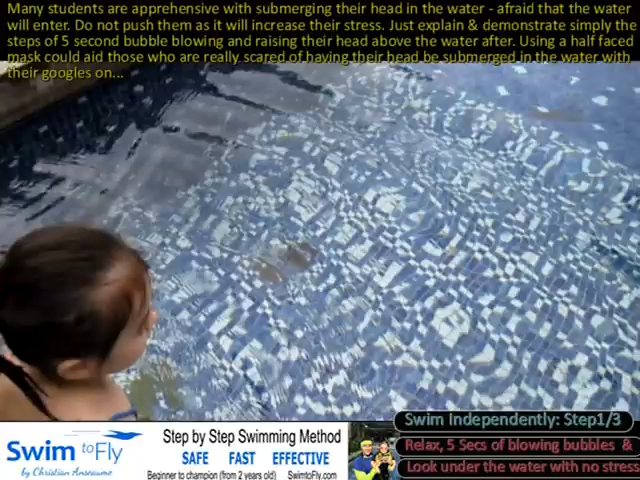 Many students are apprehensive with submerging their head in the water - afraid that the water
will enter. Do not push them as it will increase their stress. Just explain & demonstrate simply the
steps of 5 second bubble blowing and raising their head above the water after. Using a half faced
mask could aid those who are really scared of having their head be submerged in the water with
their googles on...
Swim Independently: Step1/3
Relax, 5 Secs of blowing bubbles &
Look under the water with no stress
Swim to Fly
by Christian Ansreaume
Step by Step Swimming Method
SAFE FAST EFFECTIVE
Beginner to champion (from 2 years old) SwimtoFly.com